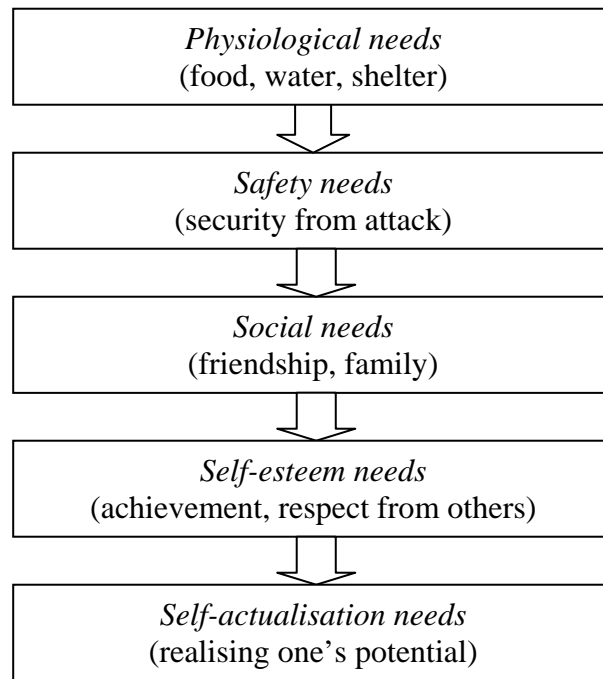 Physiological needs
(food, water, shelter)
Safety needs
(security from attack)
Social needs
(friendship, family)
Self-esteem needs
(achievement, respect from others)
Self-actualisation needs
(realising one’s potential)